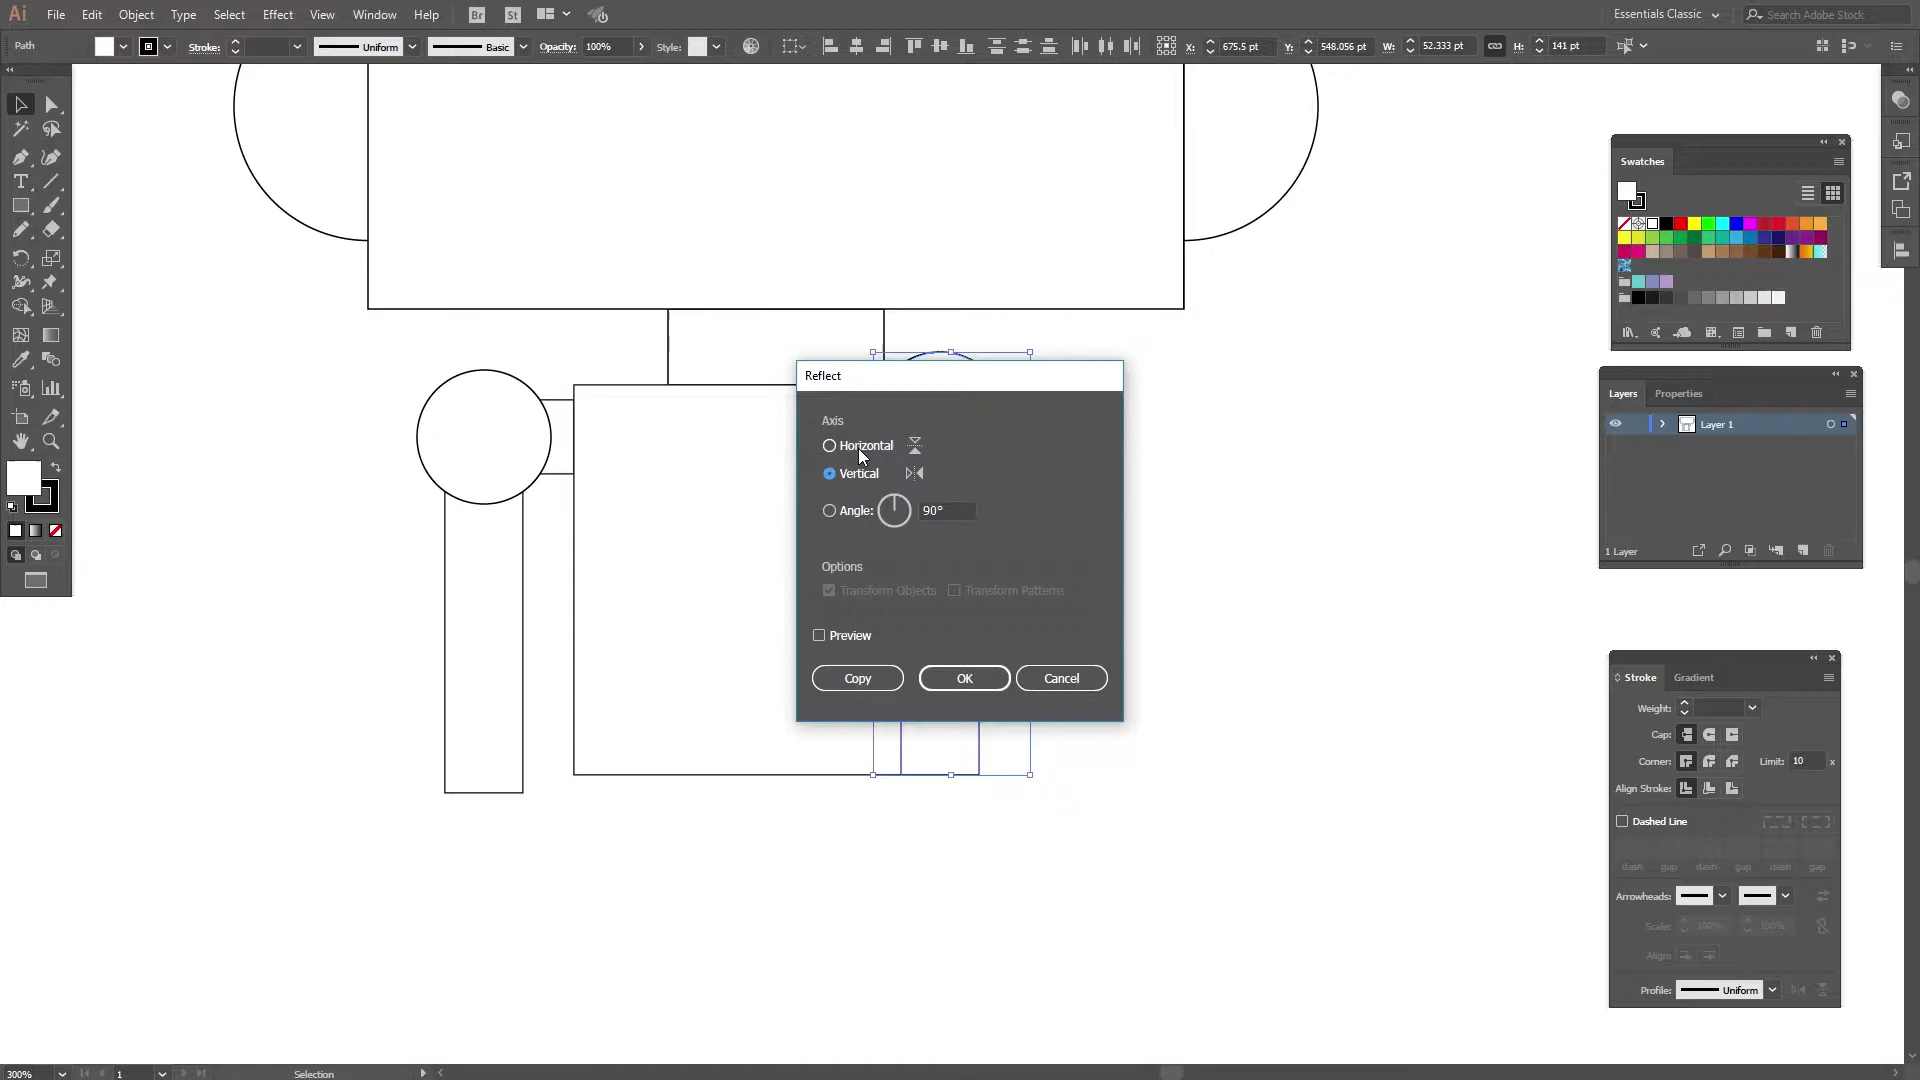 Ai File Edit Object Type Select Effect View Window Help Br St Essentials Classic Search Adobe Stock
Path Stroke: Uniform Basic Opacity: 100% Style: X: 675.5 pt Y: 548.056 pt W: 52.333 pt H: 141 pt
Swatches
Layers Properties
Layer 1
1 Layer
Reflect
Axis
Horizontal
Vertical
Angle: 90°
Options
Transform Objects Transform Patterns
Preview
Copy OK Cancel
Stroke Gradient
Weight:
Cap:
Corner: Limit: 10 x
Align Stroke:
Dashed Line
dash gap dash gap dash gap
Arrowheads:
Scale: 100% 100%
Align:
Profile: Uniform
300% 1 Selection